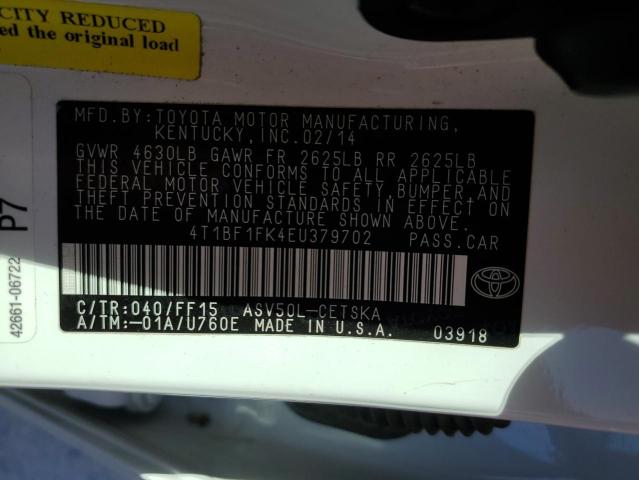 CITY REDUCED
the original load
MFD.BY:TOYOTA MOTOR MANUFACTURING,
KENTUCKY,INC.02/14
GVWR 4630LB GAWR FR 2625LB RR 2625LB
THIS VEHICLE CONFORMS TO ALL APPLICABLE
FEDERAL MOTOR VEHICLE SAFETY,BUMPER,AND
THEFT PREVENTION STANDARDS IN EFFECT ON
THE DATE OF MANUFACTURE SHOWN ABOVE.
4T1BF1FK4EU379702 PASS.CAR
C/TR:040/FF15 ASV50L-CETSKA
A/TM:-01A/U760E MADE IN U.S.A.
03918
TOYOTA
42661-06722
P7